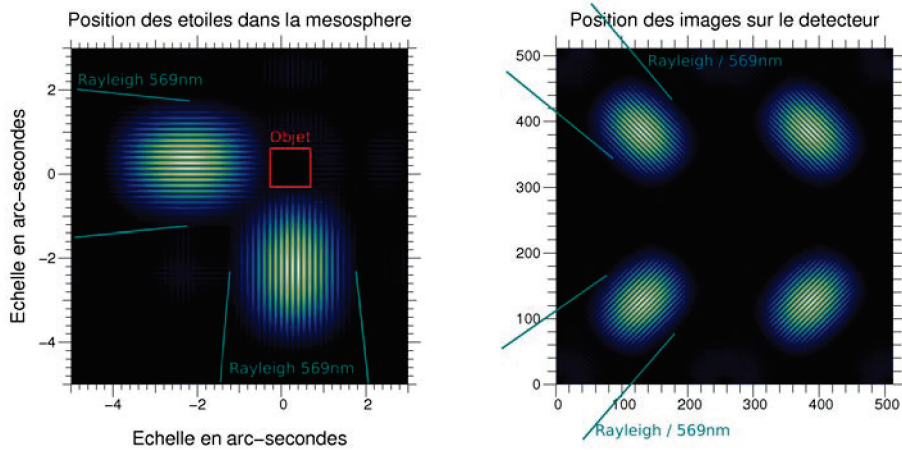 Position des etoiles dans la mesosphere
Echelle en arc-secondes
2
0
-2
-4
Rayleigh 569nm
Objet
Rayleigh 569nm
-4 -2 0 2
Echelle en arc-secondes
Position des images sur le detecteur
500
400
300
200
100
0
Rayleigh / 569nm
0 100 200 300 400 500
Rayleigh / 569nm